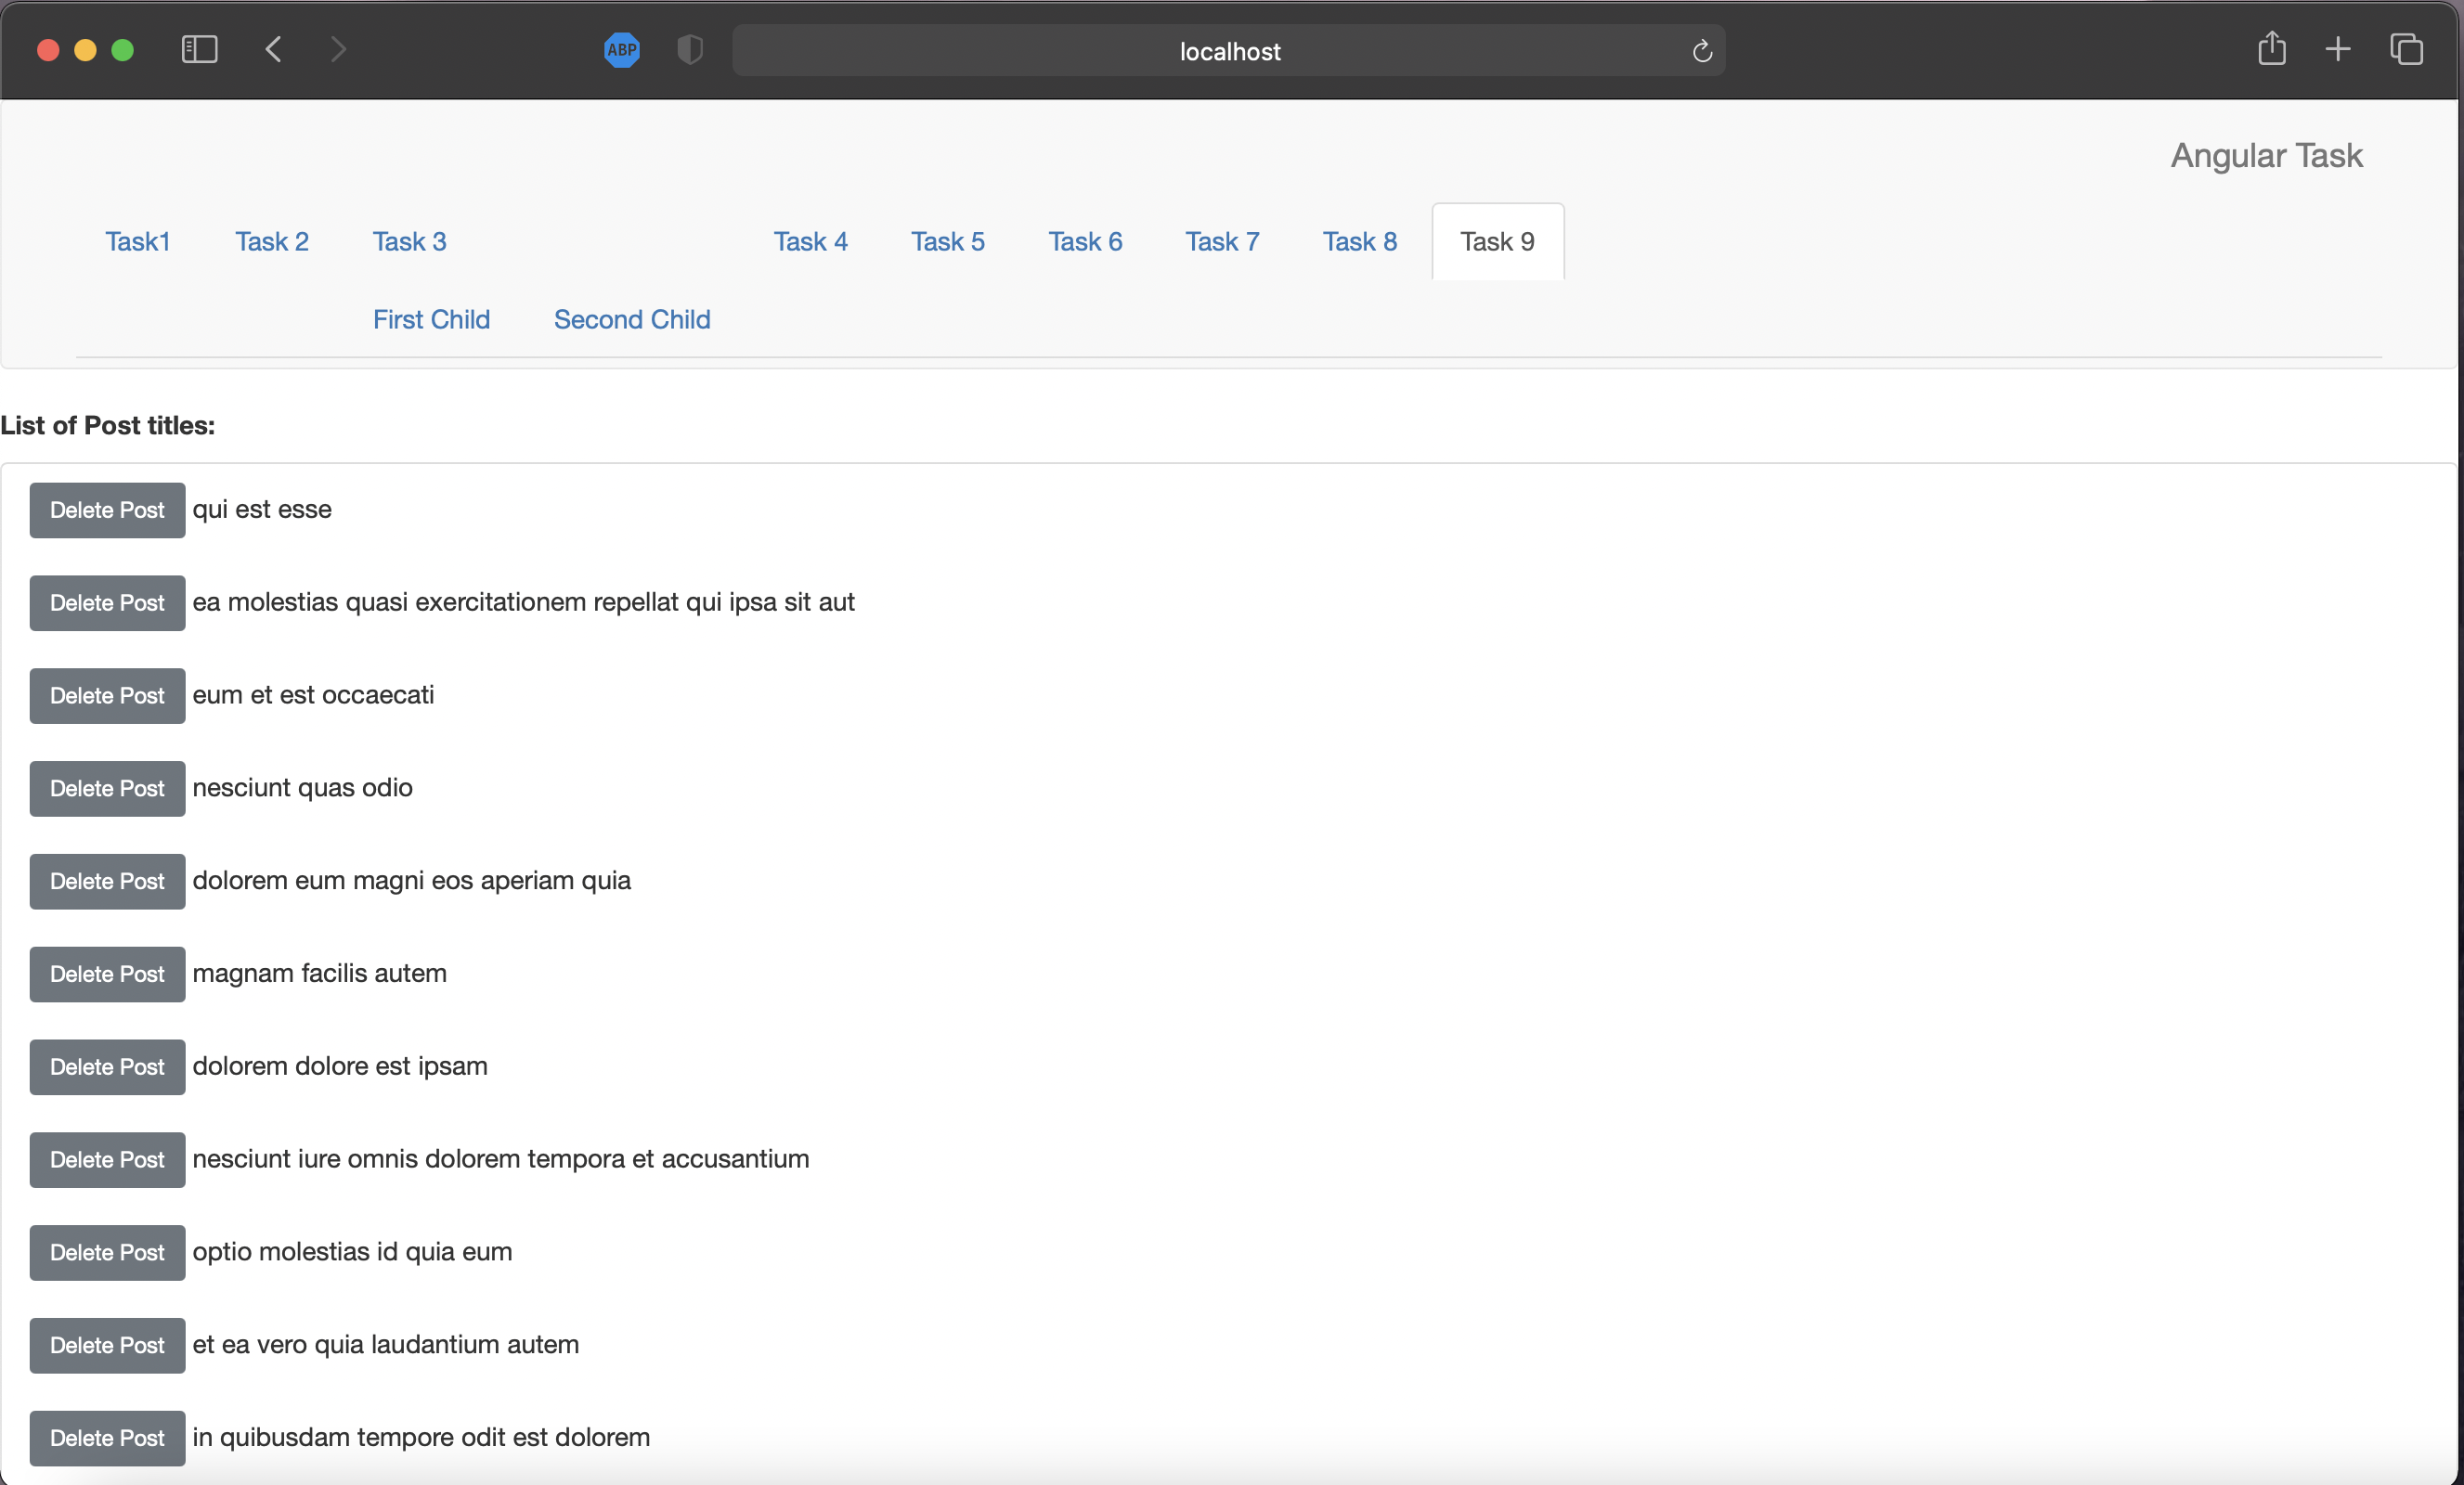 ABP localhost
Angular Task
Task1 Task 2 Task 3 Task 4 Task 5 Task 6 Task 7 Task 8 Task 9
First Child Second Child
List of Post titles:
Delete Post qui est esse
Delete Post ea molestias quasi exercitationem repellat qui ipsa sit aut
Delete Post eum et est occaecati
Delete Post nesciunt quas odio
Delete Post dolorem eum magni eos aperiam quia
Delete Post magnam facilis autem
Delete Post dolorem dolore est ipsam
Delete Post nesciunt iure omnis dolorem tempora et accusantium
Delete Post optio molestias id quia eum
Delete Post et ea vero quia laudantium autem
Delete Post in quibusdam tempore odit est dolorem